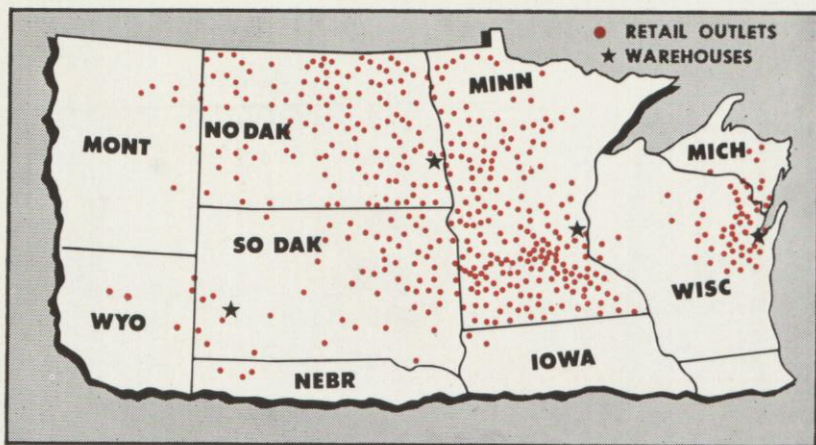 RETAIL OUTLETS
WAREHOUSES
MINN
NO DAK
MONT
MICH
SO DAK
WISC
WYO
IOWA
NEBR